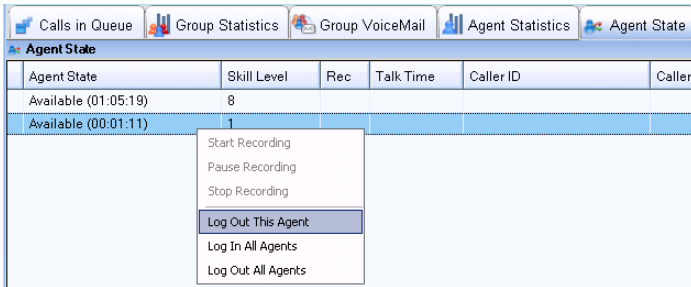 Calls in Queue Group Statistics Group VoiceMail Agent Statistics Agent State
Agent State
Agent State Skill Level Rec Talk Time Caller ID Caller
Available (01:05:19) 8
Available (00:01:11) 1
Start Recording
Pause Recording
Stop Recording
Log Out This Agent
Log In All Agents
Log Out All Agents